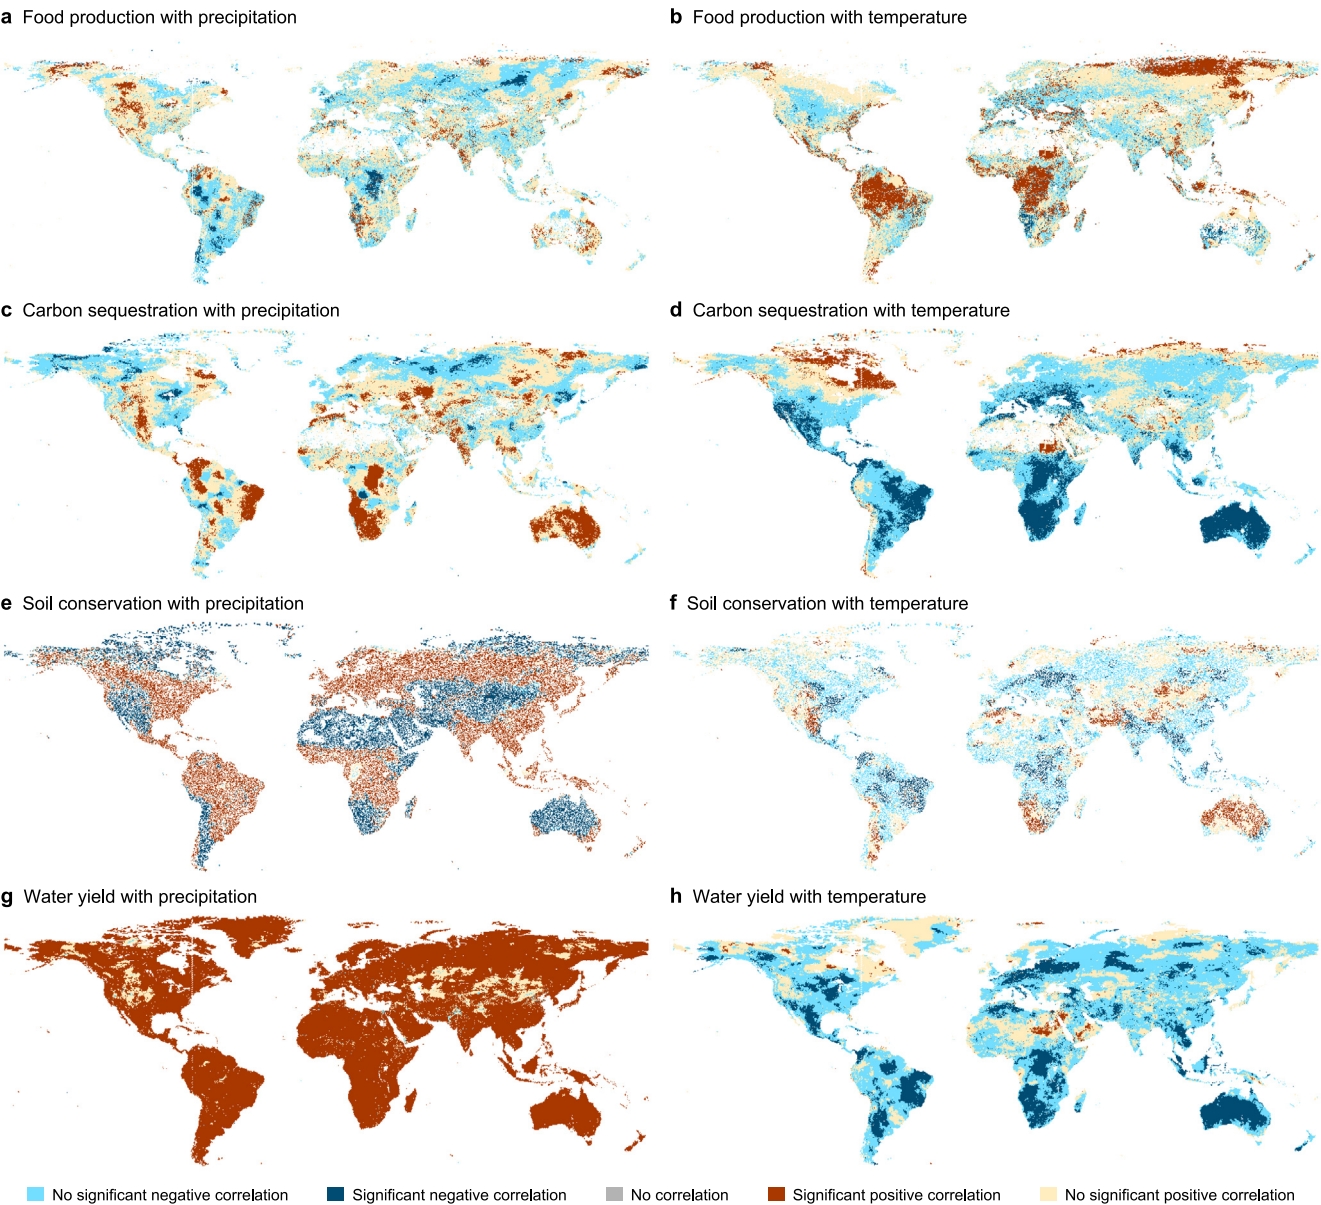 a Food production with precipitation
b Food production with temperature
c Carbon sequestration with precipitation
d Carbon sequestration with temperature
e Soil conservation with precipitation
f Soil conservation with temperature
g Water yield with precipitation
h Water yield with temperature
No significant negative correlation
Significant negative correlation
No correlation
Significant positive correlation
No significant positive correlation